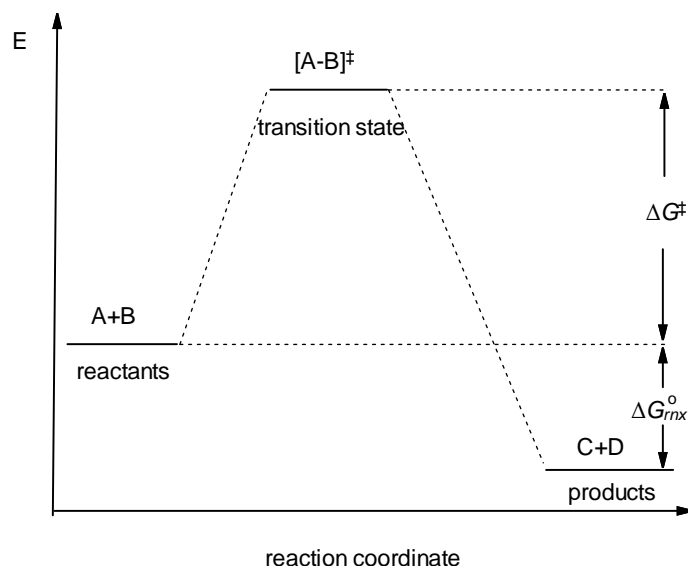 E
[A-B]‡
transition state
ΔG‡
A+B
reactants
ΔG°rnx
C+D
products
reaction coordinate